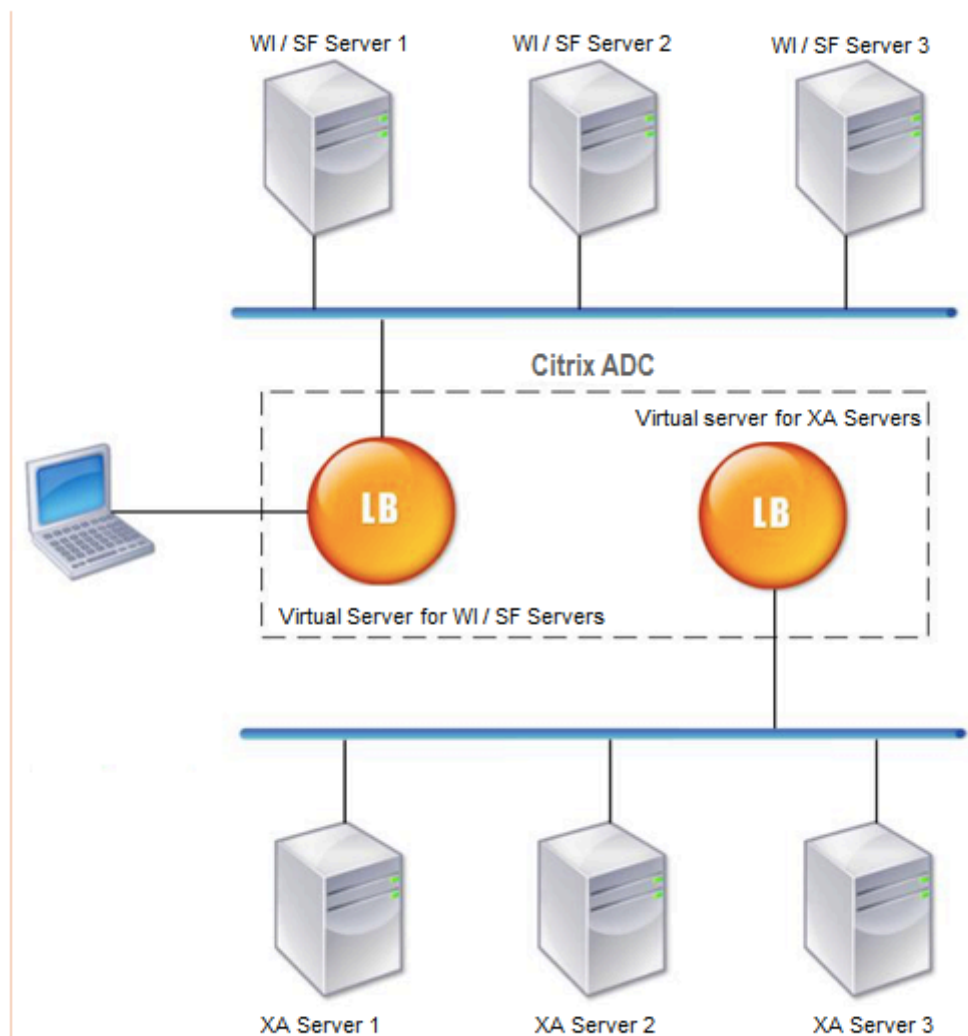 WI / SF Server 1
WI / SF Server 2
WI / SF Server 3
Citrix ADC
Virtual server for XA Servers
LB
LB
Virtual Server for WI / SF Servers
XA Server 1
XA Server 2
XA Server 3